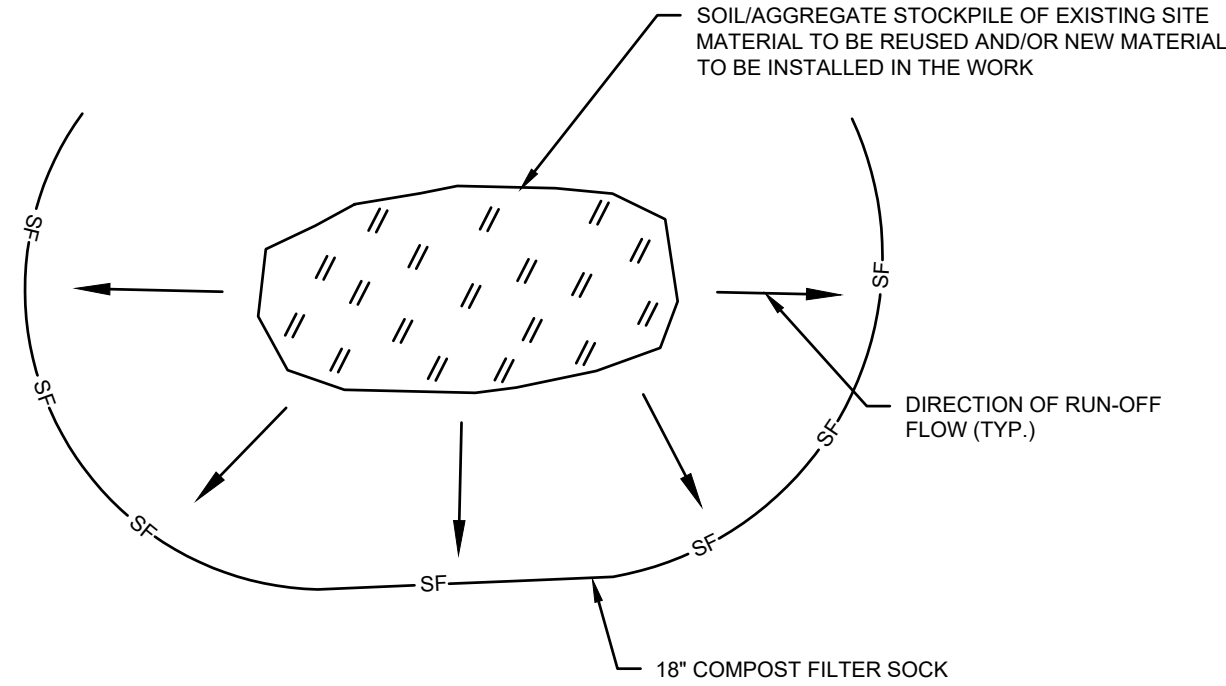 SOIL/AGGREGATE STOCKPILE OF EXISTING SITE
MATERIAL TO BE REUSED AND/OR NEW MATERIAL
TO BE INSTALLED IN THE WORK
SF
SF
SF
DIRECTION OF RUN-OFF
FLOW (TYP.)
SF
SF
SF
SF
18" COMPOST FILTER SOCK